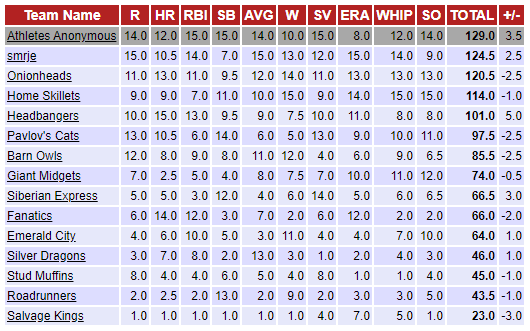 Team Name R HR RBI SB AVG W SV ERA WHIP SO TOTAL +/-
Athletes Anonymous 14.0 12.0 15.0 15.0 14.0 10.0 15.0 8.0 12.0 14.0 129.0 3.5
smrje 15.0 10.5 14.0 7.0 15.0 13.0 12.0 15.0 14.0 9.0 124.5 2.5
Onionheads 11.0 13.0 11.0 9.5 12.0 14.0 11.0 13.0 13.0 13.0 120.5 -2.5
Home Skillets 9.0 9.0 7.0 11.0 10.0 15.0 9.0 14.0 15.0 15.0 114.0 -1.0
Headbangers 10.0 15.0 13.0 9.5 9.0 7.5 10.0 11.0 8.0 8.0 101.0 5.0
Pavlov's Cats 13.0 10.5 6.0 14.0 6.0 5.0 13.0 9.0 10.0 11.0 97.5 -2.5
Barn Owls 12.0 8.0 9.0 8.0 11.0 12.0 4.0 6.0 9.0 6.5 85.5 -2.5
Giant Midgets 7.0 2.5 5.0 4.0 8.0 7.5 7.0 10.0 11.0 12.0 74.0 -0.5
Siberian Express 5.0 5.0 3.0 12.0 4.0 6.0 14.0 5.0 6.0 6.5 66.5 3.0
Fanatics 6.0 14.0 12.0 3.0 7.0 2.0 6.0 12.0 2.0 2.0 66.0 -2.0
Emerald City 4.0 6.0 10.0 5.0 3.0 11.0 4.0 4.0 7.0 10.0 64.0 1.0
Silver Dragons 3.0 7.0 8.0 2.0 13.0 3.0 1.0 2.0 4.0 3.0 46.0 1.0
Stud Muffins 8.0 4.0 4.0 6.0 5.0 4.0 8.0 1.0 1.0 4.0 45.0 -1.0
Roadrunners 2.0 2.5 2.0 13.0 2.0 9.0 2.0 3.0 3.0 5.0 43.5 -1.0
Salvage Kings 1.0 1.0 1.0 1.0 1.0 1.0 4.0 7.0 5.0 1.0 23.0 -3.0